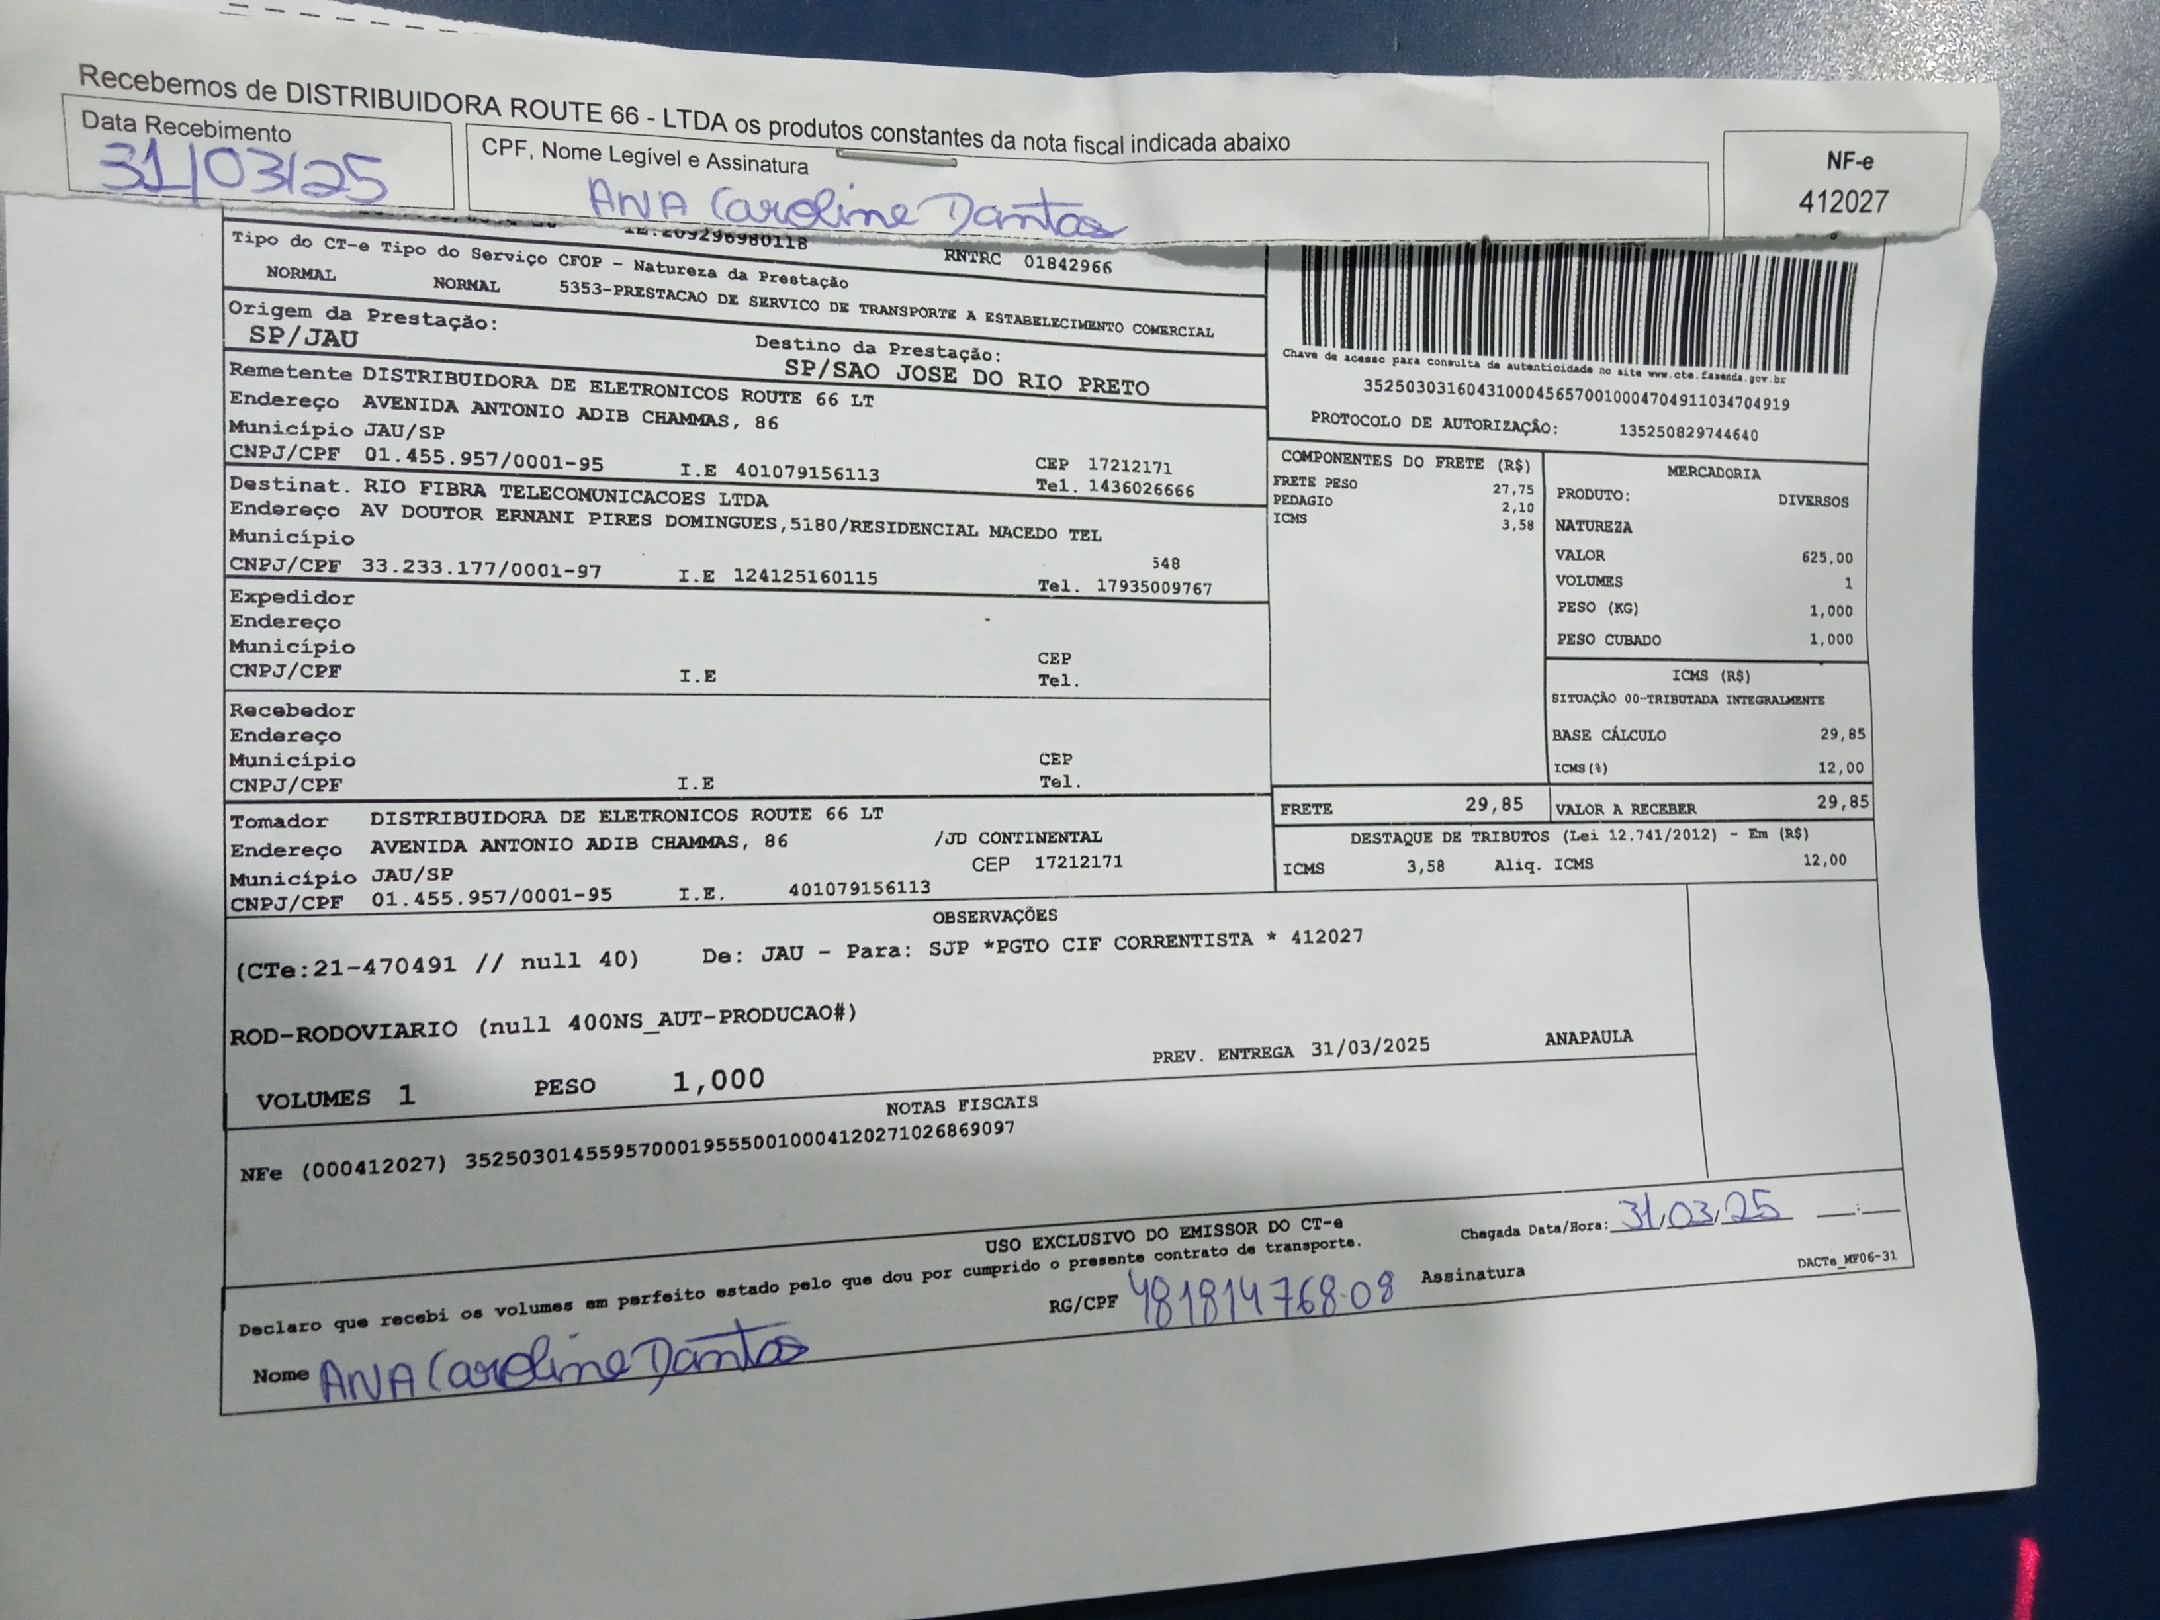 Recebemos de DISTRIBUIDORA ROUTE 66 - LTDA os produtos constantes da nota fiscal indicada abaixo
Data Recebimento
31/03/25
CPF, Nome Legível e Assinatura
ANA Caroline Dantas
NF-e
412027
IE:209296980118
RNTRC 01842966
Tipo do CT-e Tipo do Serviço CFOP - Natureza da Prestação
NORMAL NORMAL 5353-PRESTACAO DE SERVICO DE TRANSPORTE A ESTABELECIMENTO COMERCIAL
Origem da Prestação:
SP/JAU
Destino da Prestação:
SP/SAO JOSE DO RIO PRETO
Remetente DISTRIBUIDORA DE ELETRONICOS ROUTE 66 LT
Endereço AVENIDA ANTONIO ADIB CHAMMAS, 86
Município JAU/SP
CEP 17212171
CNPJ/CPF 01.455.957/0001-95 I.E 401079156113 Tel. 1436026666
Destinat. RIO FIBRA TELECOMUNICACOES LTDA
Endereço AV DOUTOR ERNANI PIRES DOMINGUES,5180/RESIDENCIAL MACEDO TEL
Município 548
CNPJ/CPF 33.233.177/0001-97 I.E 124125160115 Tel. 17935009767
Expedidor
Endereço
Município CEP
CNPJ/CPF I.E Tel.
Recebedor
Endereço
Município CEP
CNPJ/CPF I.E Tel.
Tomador DISTRIBUIDORA DE ELETRONICOS ROUTE 66 LT
Endereço AVENIDA ANTONIO ADIB CHAMMAS, 86 /JD CONTINENTAL
Município JAU/SP CEP 17212171
CNPJ/CPF 01.455.957/0001-95 I.E. 401079156113
Chave de acesso para consulta de autenticidade no site www.cte.fazenda.gov.br
35250303160431000456570010004704911034704919
PROTOCOLO DE AUTORIZAÇÃO: 135250829744640
COMPONENTES DO FRETE (R$)
FRETE PESO 27,75
PEDAGIO 2,10
ICMS 3,58
MERCADORIA
PRODUTO: DIVERSOS
NATUREZA
VALOR 625,00
VOLUMES 1
PESO (KG) 1,000
PESO CUBADO 1,000
ICMS (R$)
SITUAÇÃO 00-TRIBUTADA INTEGRALMENTE
BASE CÁLCULO 29,85
ICMS(%) 12,00
FRETE 29,85 VALOR A RECEBER 29,85
DESTAQUE DE TRIBUTOS (Lei 12.741/2012) - Em (R$)
ICMS 3,58 Aliq. ICMS 12,00
OBSERVAÇÕES
(CTe:21-470491 // null 40) De: JAU - Para: SJP *PGTO CIF CORRENTISTA * 412027
ROD-RODOVIARIO (null 400NS_AUT-PRODUCAO#)
PREV. ENTREGA 31/03/2025 ANAPAULA
VOLUMES 1 PESO 1,000
NOTAS FISCAIS
NFe (000412027) 35250301455957000195550010004120271026869097
USO EXCLUSIVO DO EMISSOR DO CT-e
Chegada Data/Hora: 31/03/25 __:__
Declaro que recebi os volumes em perfeito estado pelo que dou por cumprido o presente contrato de transporte.
DACTe_MF06-31
Nome ANA Caroline Dantas RG/CPF 481814768-08 Assinatura